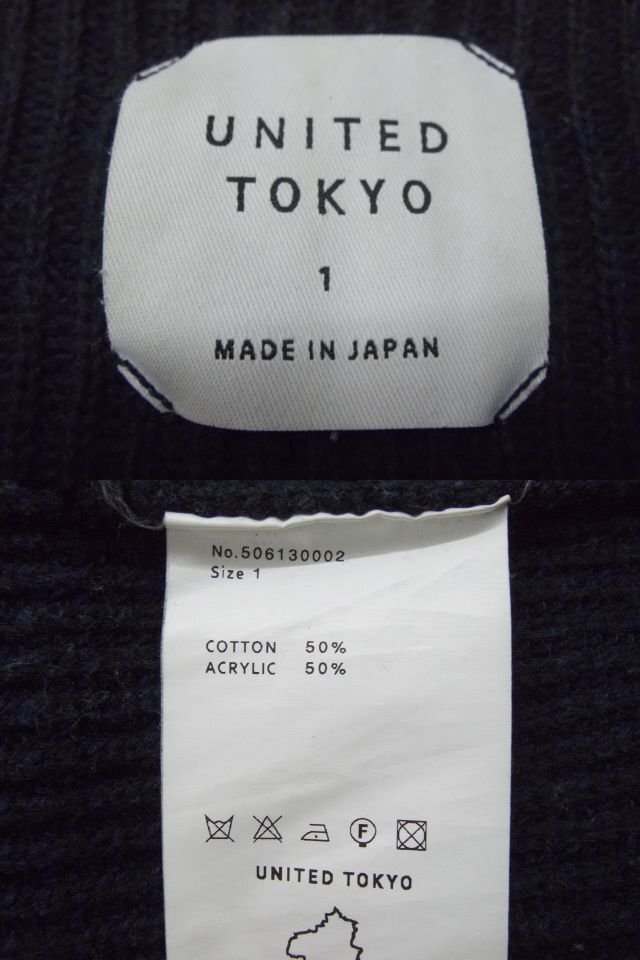 UNITED
TOKYO
1
MADE IN JAPAN
No.506130002
Size 1
COTTON 50%
ACRYLIC 50%
F
UNITED TOKYO